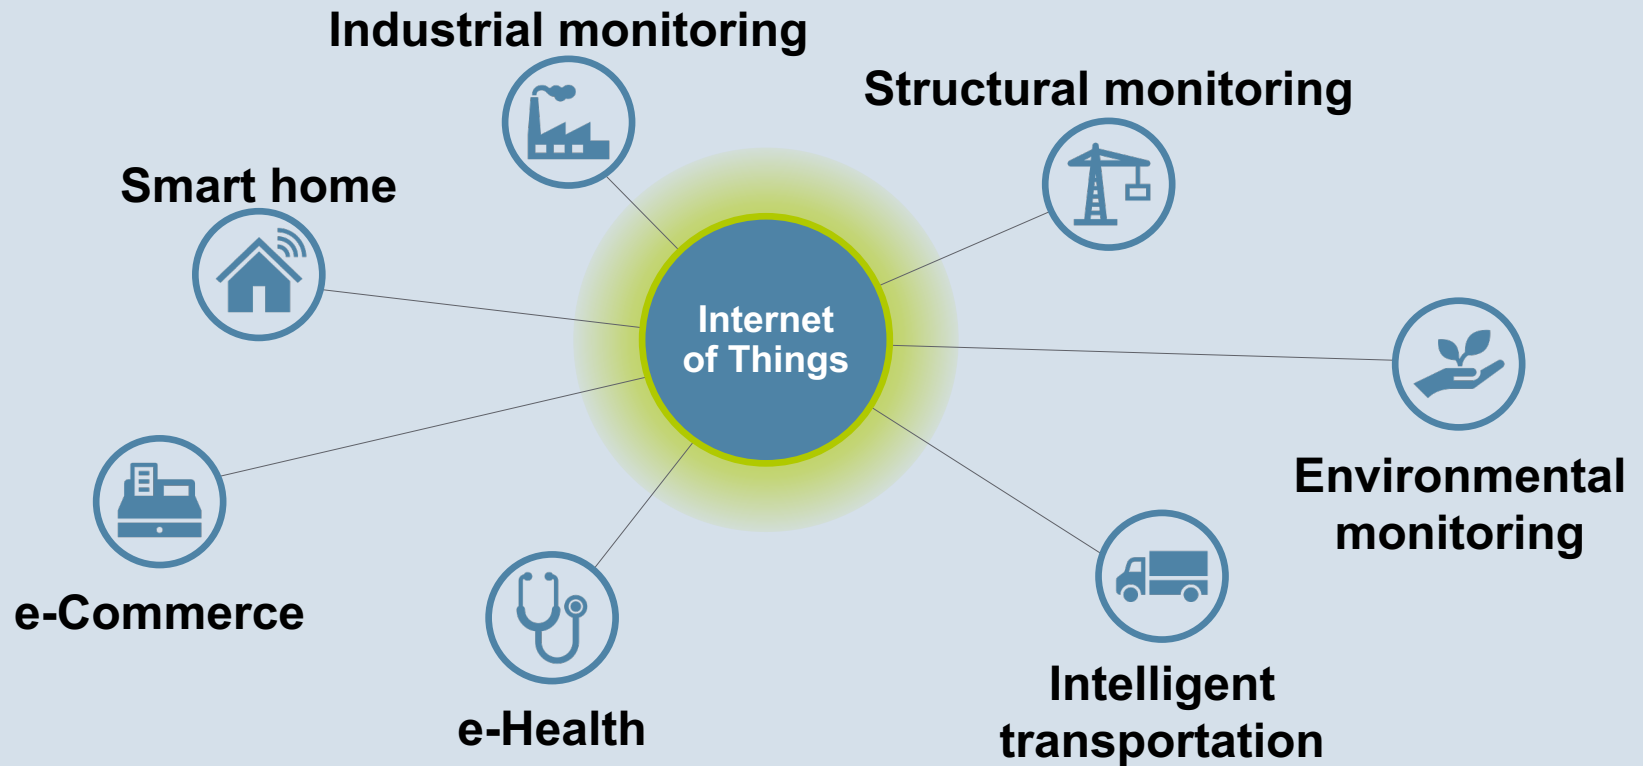 Industrial monitoring
Structural monitoring
Smart home
Internet
of Things
Environmental
monitoring
e-Commerce
Intelligent
transportation
e-Health